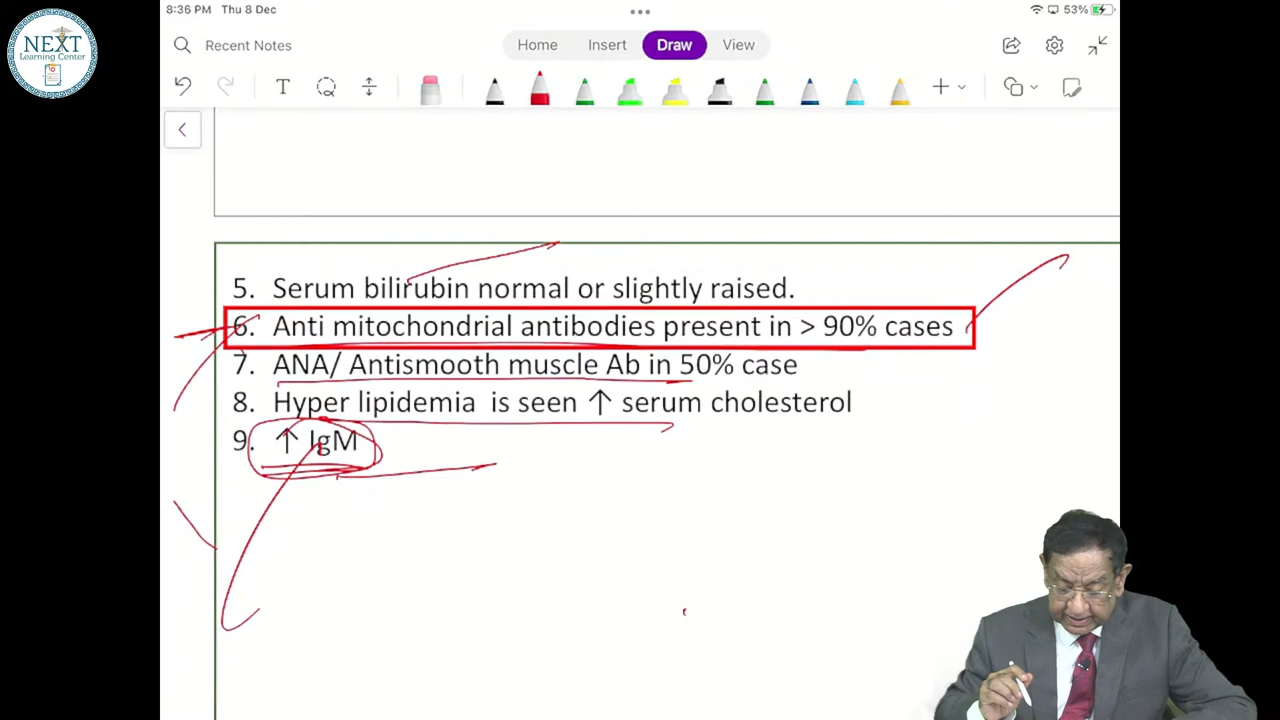 8:36 PM Thu 8 Dec
53%
NEXT
Learning Center
Recent Notes
Home Insert Draw View
T
5. Serum bilirubin normal or slightly raised.
6. Anti mitochondrial antibodies present in > 90% cases
7. ANA/ Antismooth muscle Ab in 50% case
8. Hyper lipidemia is seen ↑ serum cholesterol
9. ↑ IgM